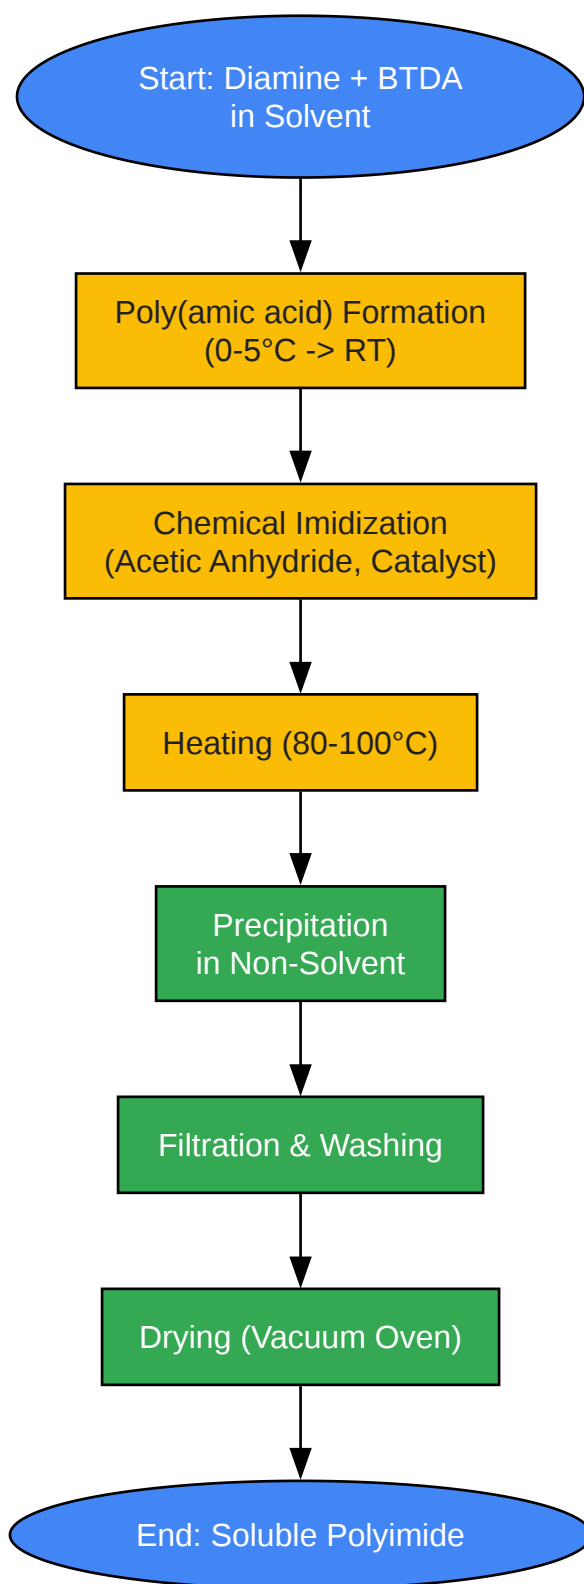 Start: Diamine + BTDA
in Solvent
Poly(amic acid) Formation
(0-5°C -> RT)
Chemical Imidization
(Acetic Anhydride, Catalyst)
Heating (80-100°C)
Precipitation
in Non-Solvent
Filtration & Washing
Drying (Vacuum Oven)
End: Soluble Polyimide